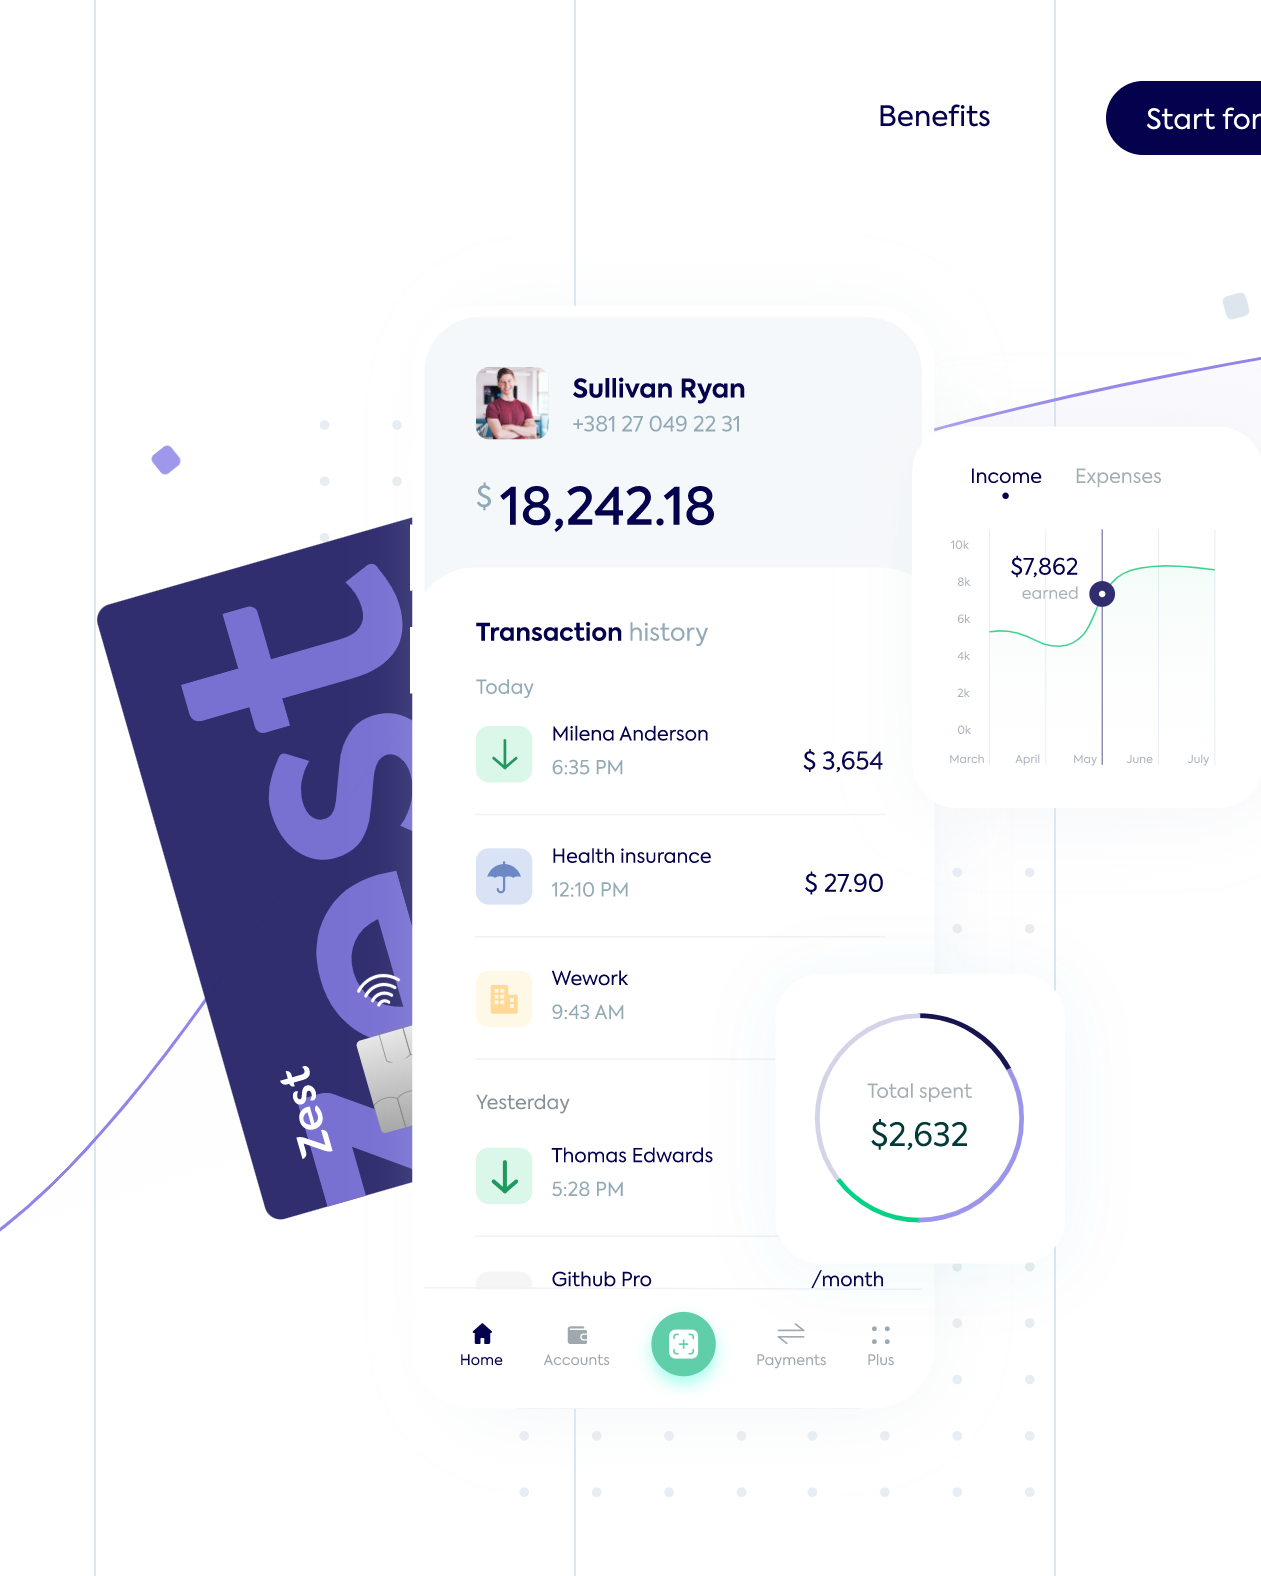 Benefits
Start for
Sullivan Ryan
+381 27 049 22 31
$ 18,242.18
Income Expenses
10k
8k
6k
4k
2k
0k
$7,862
earned
March April May June July
Transaction history
Today
Milena Anderson
6:35 PM
$ 3,654
Health insurance
12:10 PM
$ 27.90
Wework
9:43 AM
Yesterday
Thomas Edwards
5:28 PM
Github Pro
/month
Total spent
$2,632
Home Accounts Payments Plus
Zest
zest